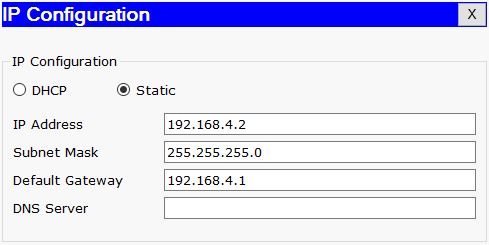 IP Configuration X
IP Configuration
DHCP Static
IP Address 192.168.4.2
Subnet Mask 255.255.255.0
Default Gateway 192.168.4.1
DNS Server